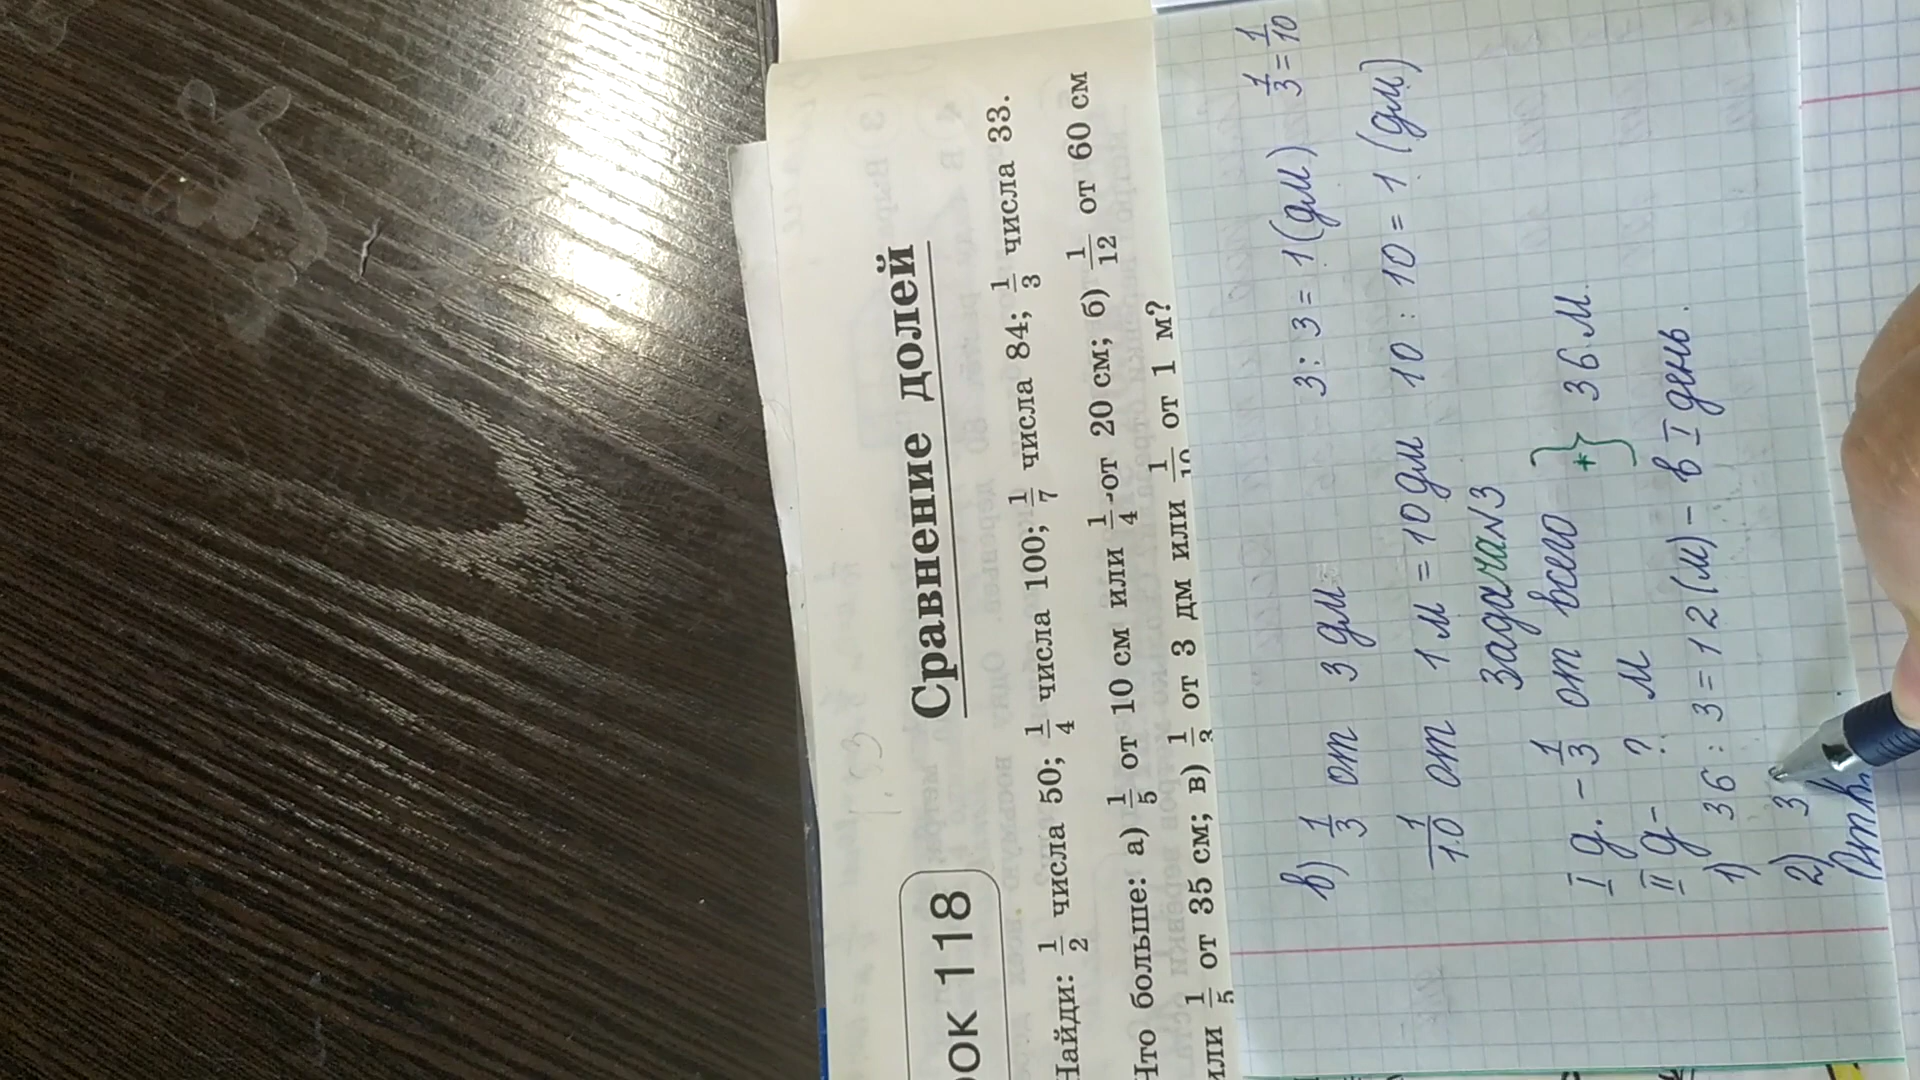 рок 118 Сравнение долей
Найди: 1/2 числа 50; 1/4 числа 100; 1/7 числа 84; 1/3 числа 33.
Что больше: а) 1/5 от 10 см или 1/4 от 20 см; б) 1/12 от 60 см
или 1/5 от 35 см; в) 1/3 от 3 дм или 1/10 от 1 м?
в) 1/3 от 3 дм 3 : 3 = 1 (дм) 1/3 = 1/10
1/10 от 1 м = 10 дм 10 : 10 = 1 (дм)
Задача №3
I д. - 1/3 от всего } + 36 м.
II д - ? м
1) 36 : 3 = 12 (м) - в I день.
2) 3